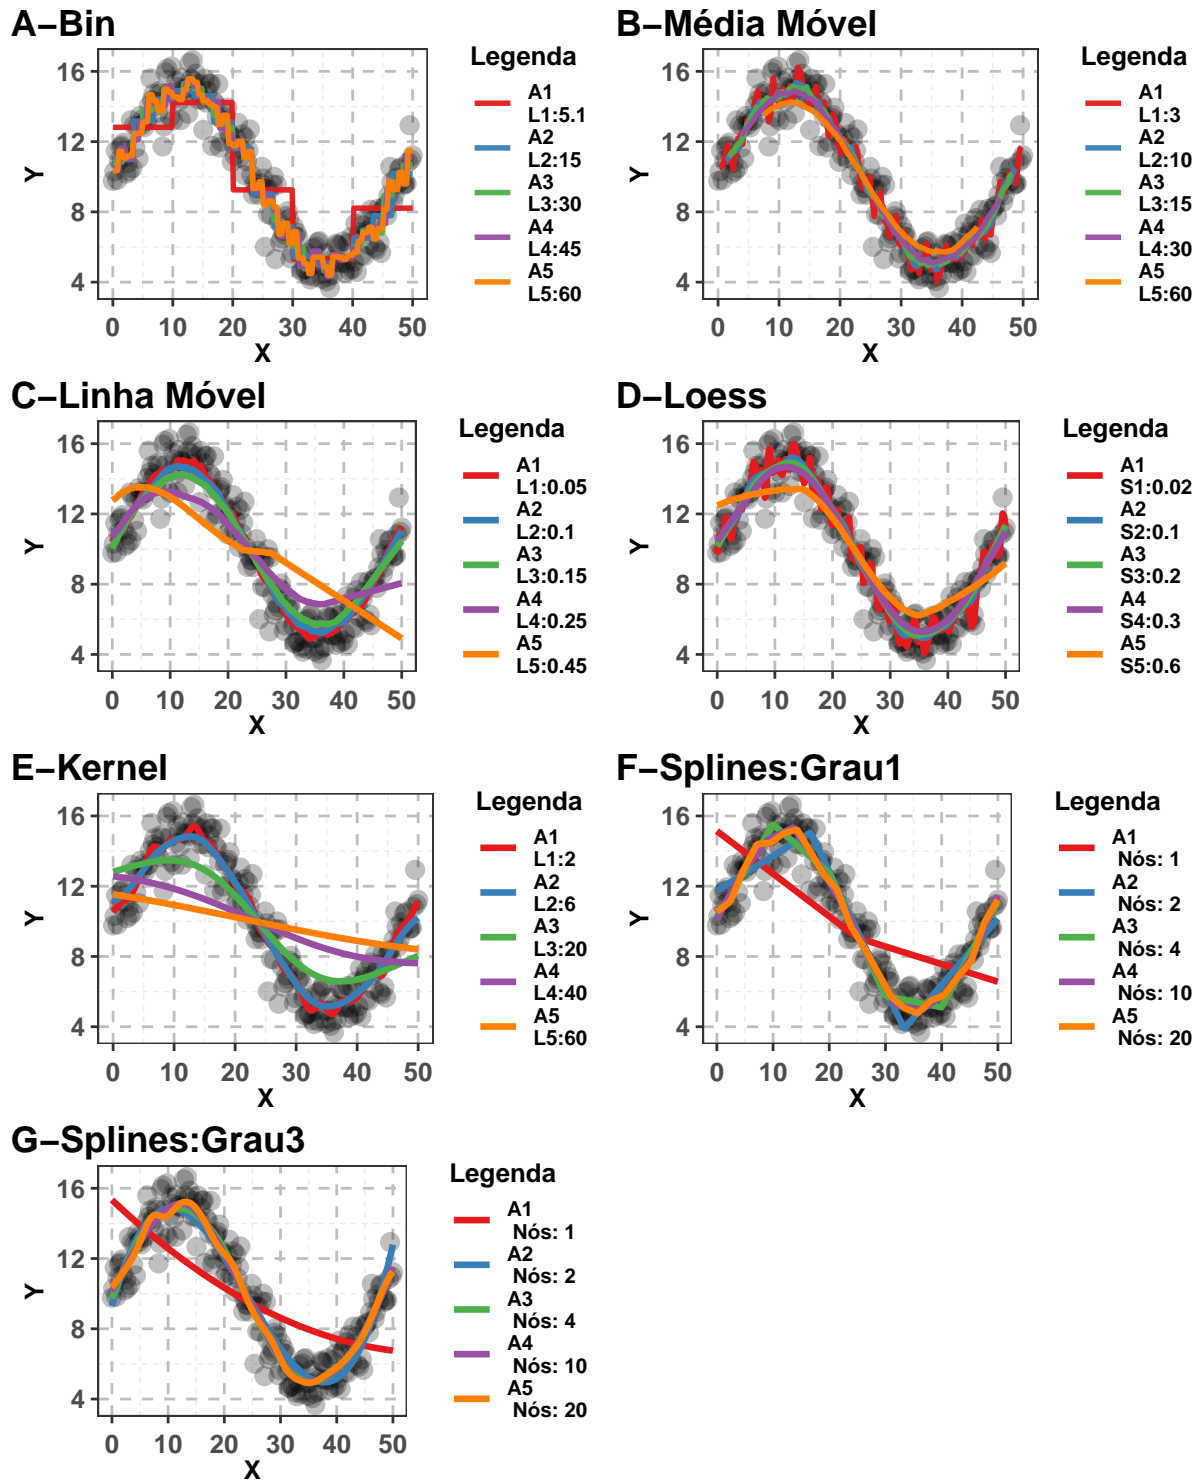 A–Bin
Legenda
A1
L1:5.1
A2
L2:15
A3
L3:30
A4
L4:45
A5
L5:60
Y
16
12
8
4
0 10 20 30 40 50
X
B–Média Móvel
Legenda
A1
L1:3
A2
L2:10
A3
L3:15
A4
L4:30
A5
L5:60
Y
16
12
8
4
0 10 20 30 40 50
X
C–Linha Móvel
Legenda
A1
L1:0.05
A2
L2:0.1
A3
L3:0.15
A4
L4:0.25
A5
L5:0.45
Y
16
12
8
4
0 10 20 30 40 50
X
D–Loess
Legenda
A1
S1:0.02
A2
S2:0.1
A3
S3:0.2
A4
S4:0.3
A5
S5:0.6
Y
16
12
8
4
0 10 20 30 40 50
X
E–Kernel
Legenda
A1
L1:2
A2
L2:6
A3
L3:20
A4
L4:40
A5
L5:60
Y
16
12
8
4
0 10 20 30 40 50
X
F–Splines:Grau1
Legenda
A1
Nós: 1
A2
Nós: 2
A3
Nós: 4
A4
Nós: 10
A5
Nós: 20
Y
16
12
8
4
0 10 20 30 40 50
X
G–Splines:Grau3
Legenda
A1
Nós: 1
A2
Nós: 2
A3
Nós: 4
A4
Nós: 10
A5
Nós: 20
Y
16
12
8
4
0 10 20 30 40 50
X